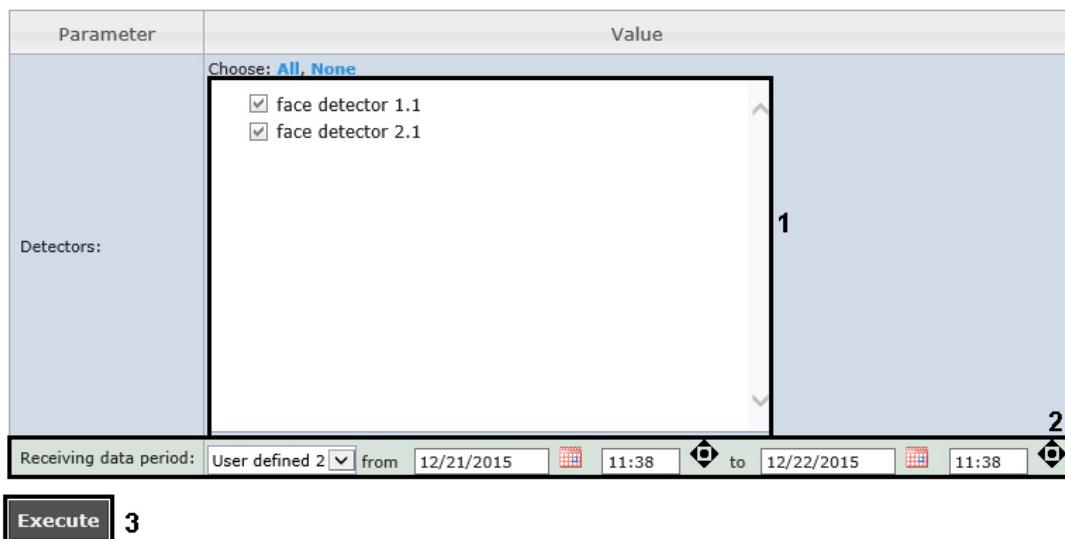 Parameter Value
Choose: All, None
face detector 1.1
face detector 2.1
1
Detectors:
2
Receiving data period: User defined 2 from 12/21/2015 11:38 to 12/22/2015 11:38
Execute 3